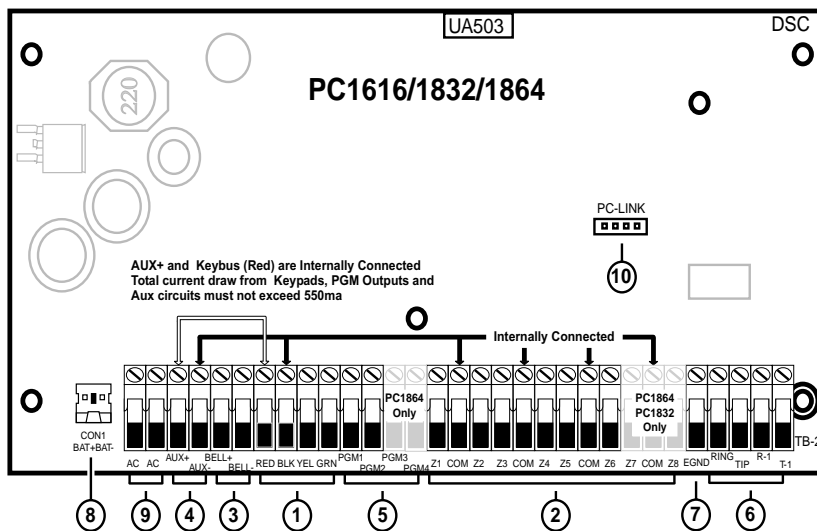 UA503
DSC
PC1616/1832/1864
220
PC-LINK
10
AUX+ and Keybus (Red) are Internally Connected
Total current draw from Keypads, PGM Outputs and
Aux circuits must not exceed 550ma
Internally Connected
PC1864
Only
PC1864
PC1832
Only
CON1
BAT+BAT-
TB-2
AC AC AUX+ AUX- BELL+ BELL- RED BLK YEL GRN PGM1 PGM2 PGM3 PGM4 Z1 COM Z2 Z3 COM Z4 Z5 COM Z6 Z7 COM Z8 EGND RING TIP R-1 T-1
8 9 4 3 1 5 2 7 6